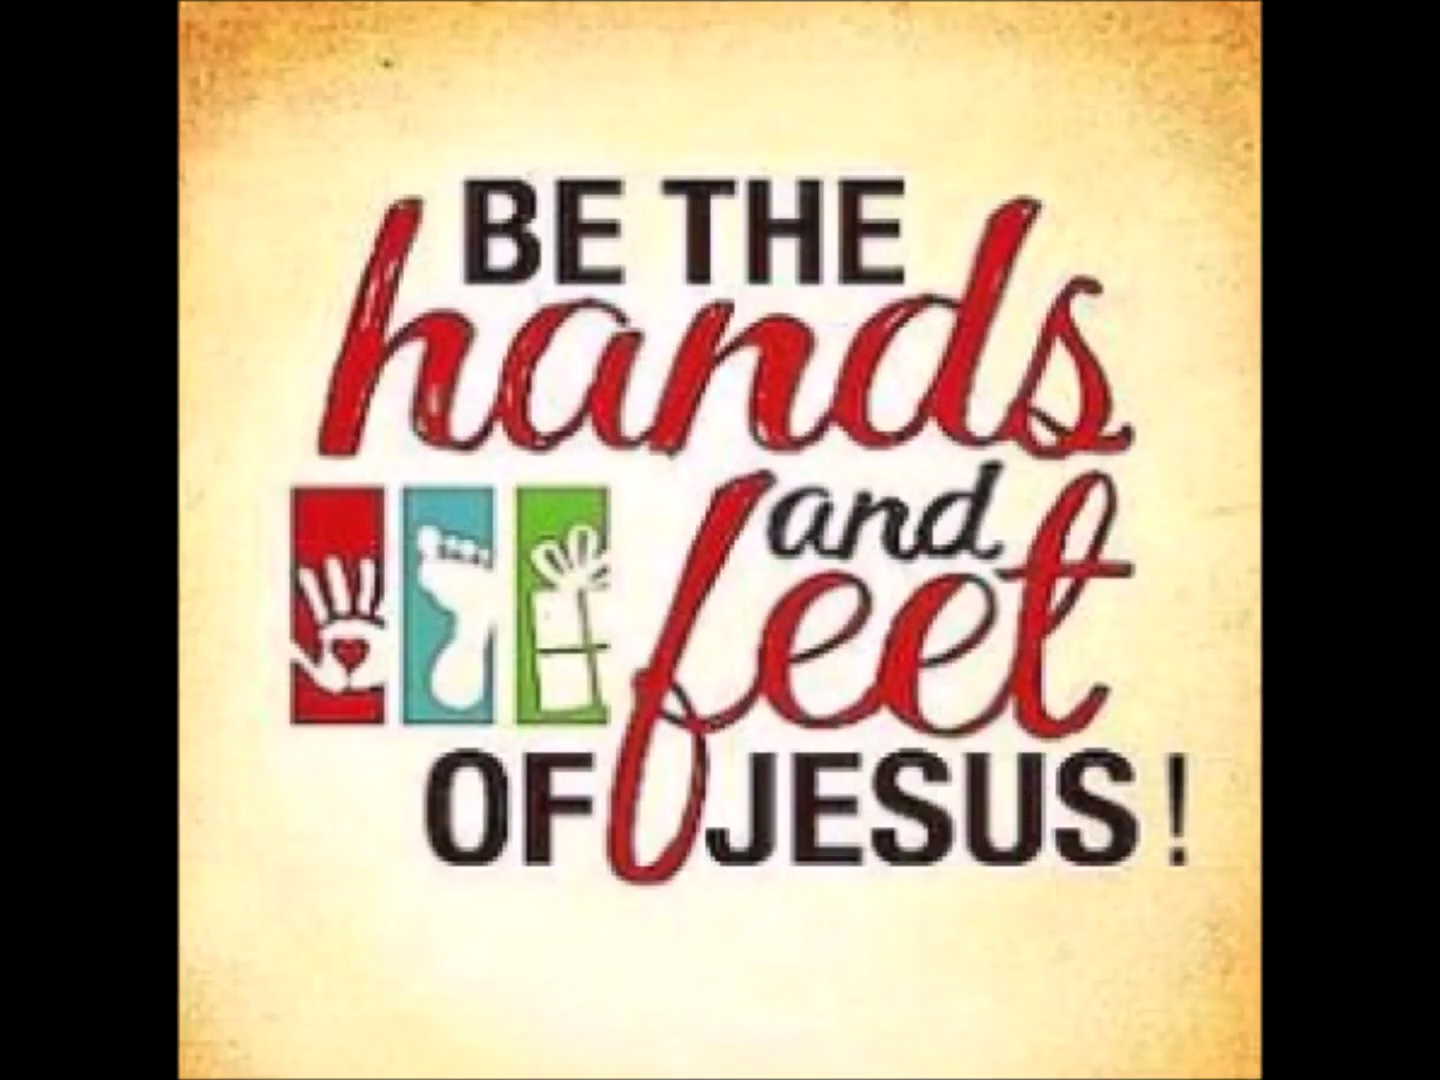 BE THE
hands
and
feet
OF JESUS!